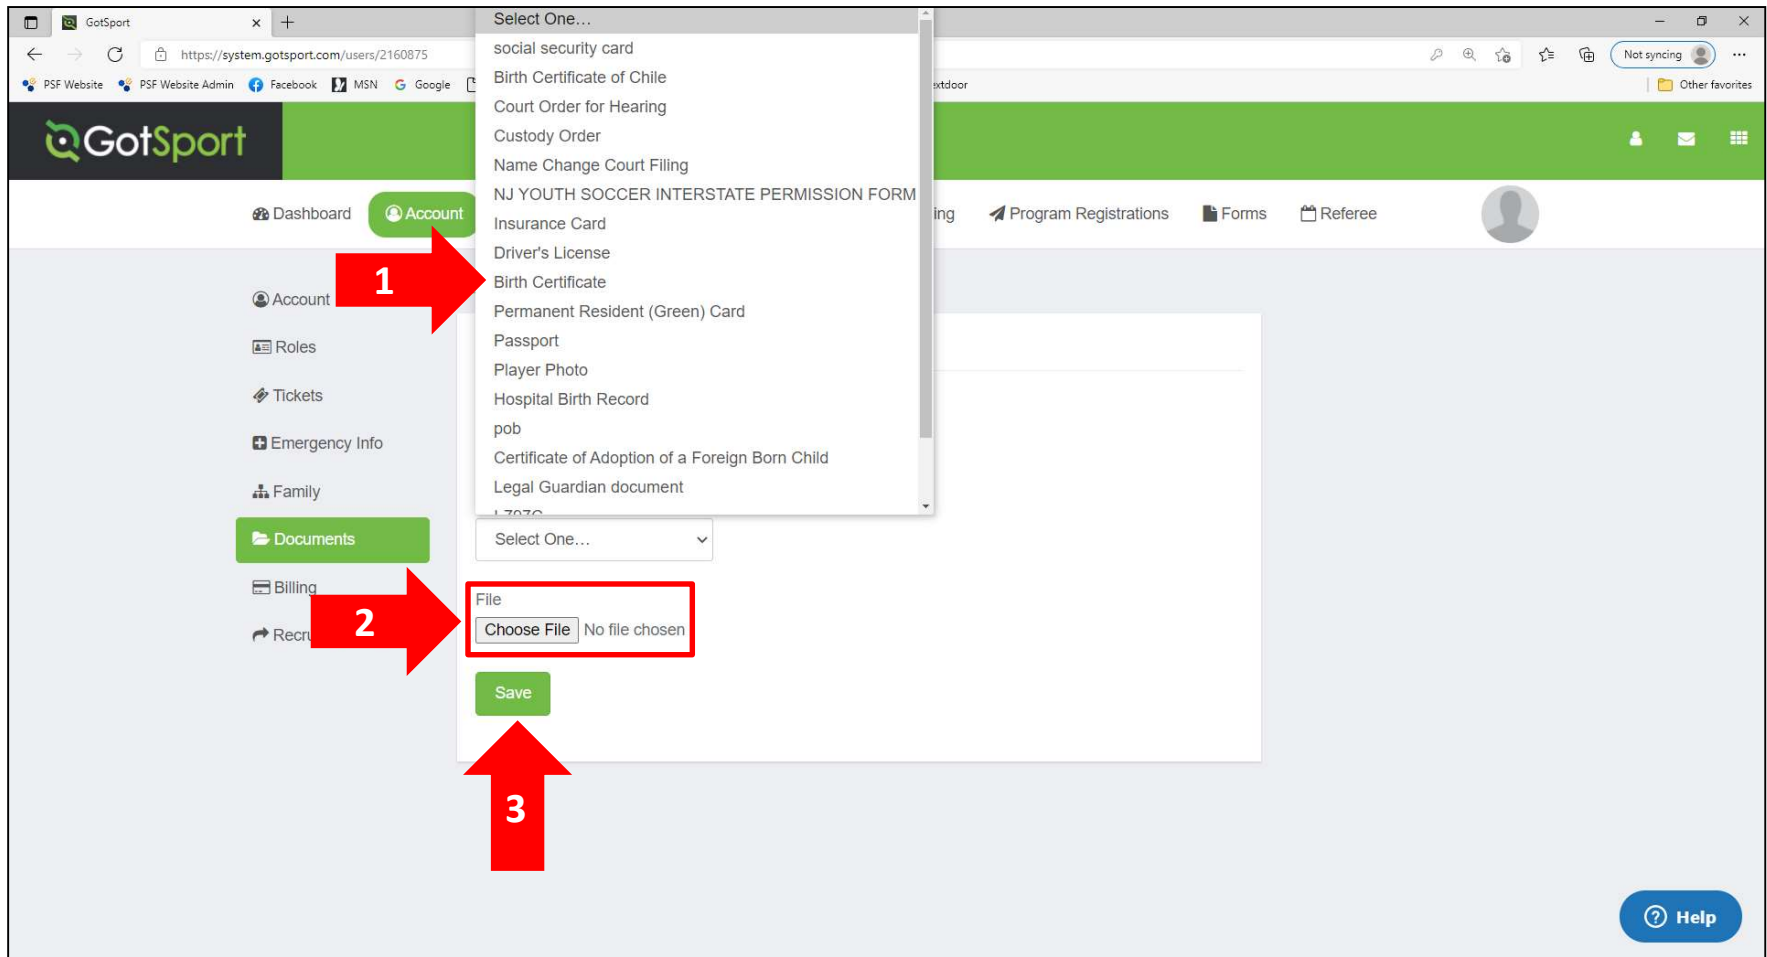 GotSport
https://system.gotsport.com/users/2160875
Not syncing
PSF Website
PSF Website Admin
Facebook
MSN
Google
extdoor
Other favorites
GotSport
Dashboard
Account
ing
Program Registrations
Forms
Referee
Select One...
social security card
Birth Certificate of Chile
Court Order for Hearing
Custody Order
Name Change Court Filing
NJ YOUTH SOCCER INTERSTATE PERMISSION FORM
Insurance Card
Driver's License
Birth Certificate
Permanent Resident (Green) Card
Passport
Player Photo
Hospital Birth Record
pob
Certificate of Adoption of a Foreign Born Child
Legal Guardian document
1
Account
Roles
Tickets
Emergency Info
Family
Documents
Billing
Recru
Select One...
2
File
Choose File No file chosen
Save
3
Help